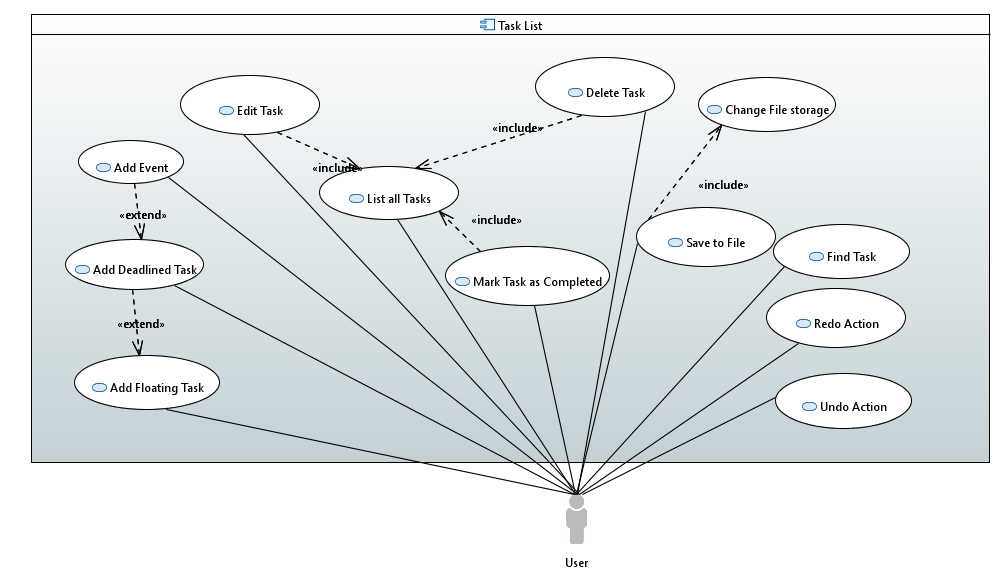 Task List
Edit Task
Delete Task
Change File storage
«include»
Add Event
«include»
«include»
List all Tasks
«extend»
«include»
Save to File
Find Task
Add Deadlined Task
Mark Task as Completed
«extend»
Redo Action
Add Floating Task
Undo Action
User